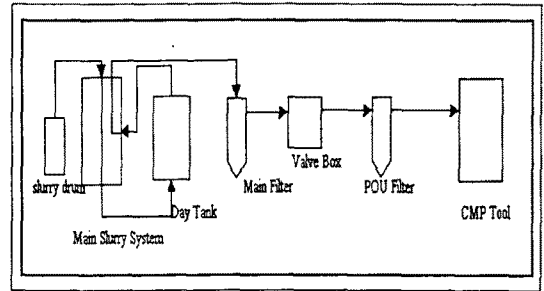 slurry drum
Main Slurry System
Day Tank
Main Filter
Valve Box
POU Filter
CMP Tool